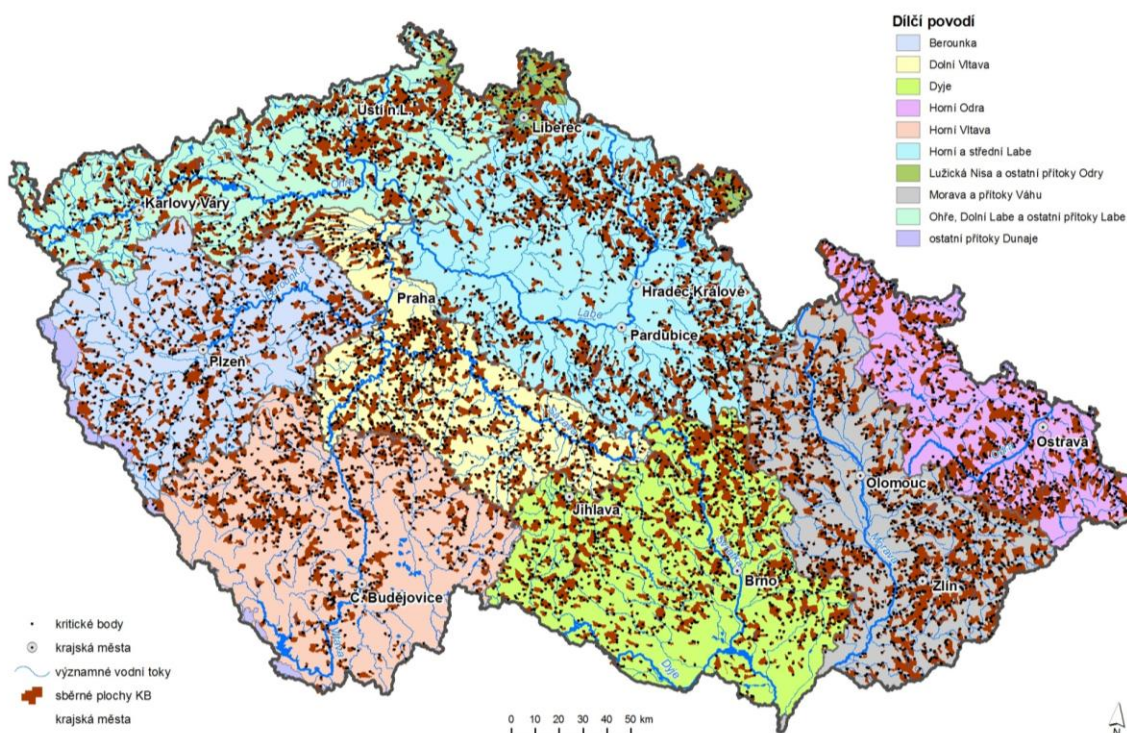 Dílčí povodí
Berounka
Dolní Vltava
Dyje
Horní Odra
Horní Vltava
Horní a střední Labe
Lužická Nisa a ostatní přítoky Odry
Morava a přítoky Váhu
Ohře, Dolní Labe a ostatní přítoky Labe
ostatní přítoky Dunaje
Ústí n.L.
Liberec
Ohře
Karlovy Vary
Praha
Hradec Králové
Labe
Pardubice
Plzeň
Ostrava
Olomouc
Jihlava
Morava
Svratka
Brno
Zlín
Č. Budějovice
Dyje
kritické body
krajská města
významné vodní toky
sběrné plochy KB
krajská města
0 10 20 30 40 50 km
N